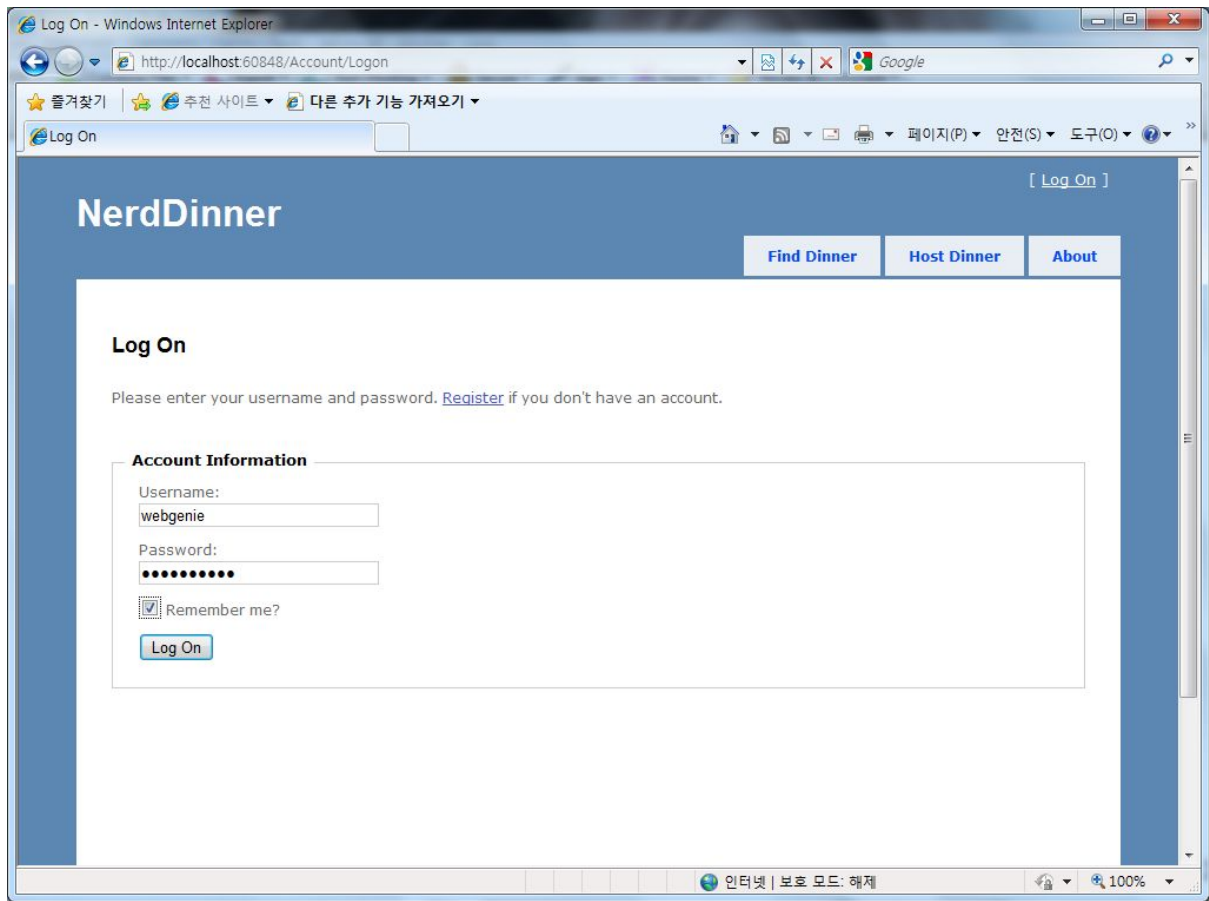 Log On - Windows Internet Explorer
http://localhost:60848/Account/Logon
Google
즐겨찾기 추천 사이트 다른 추가 기능 가져오기
Log On
페이지(P) 안전(S) 도구(O)
[ Log On ]
NerdDinner
Find Dinner Host Dinner About
Log On
Please enter your username and password. Register if you don't have an account.
Account Information
Username:
webgenie
Password:
●●●●●●●●●●
Remember me?
Log On
인터넷 | 보호 모드: 해제
100%